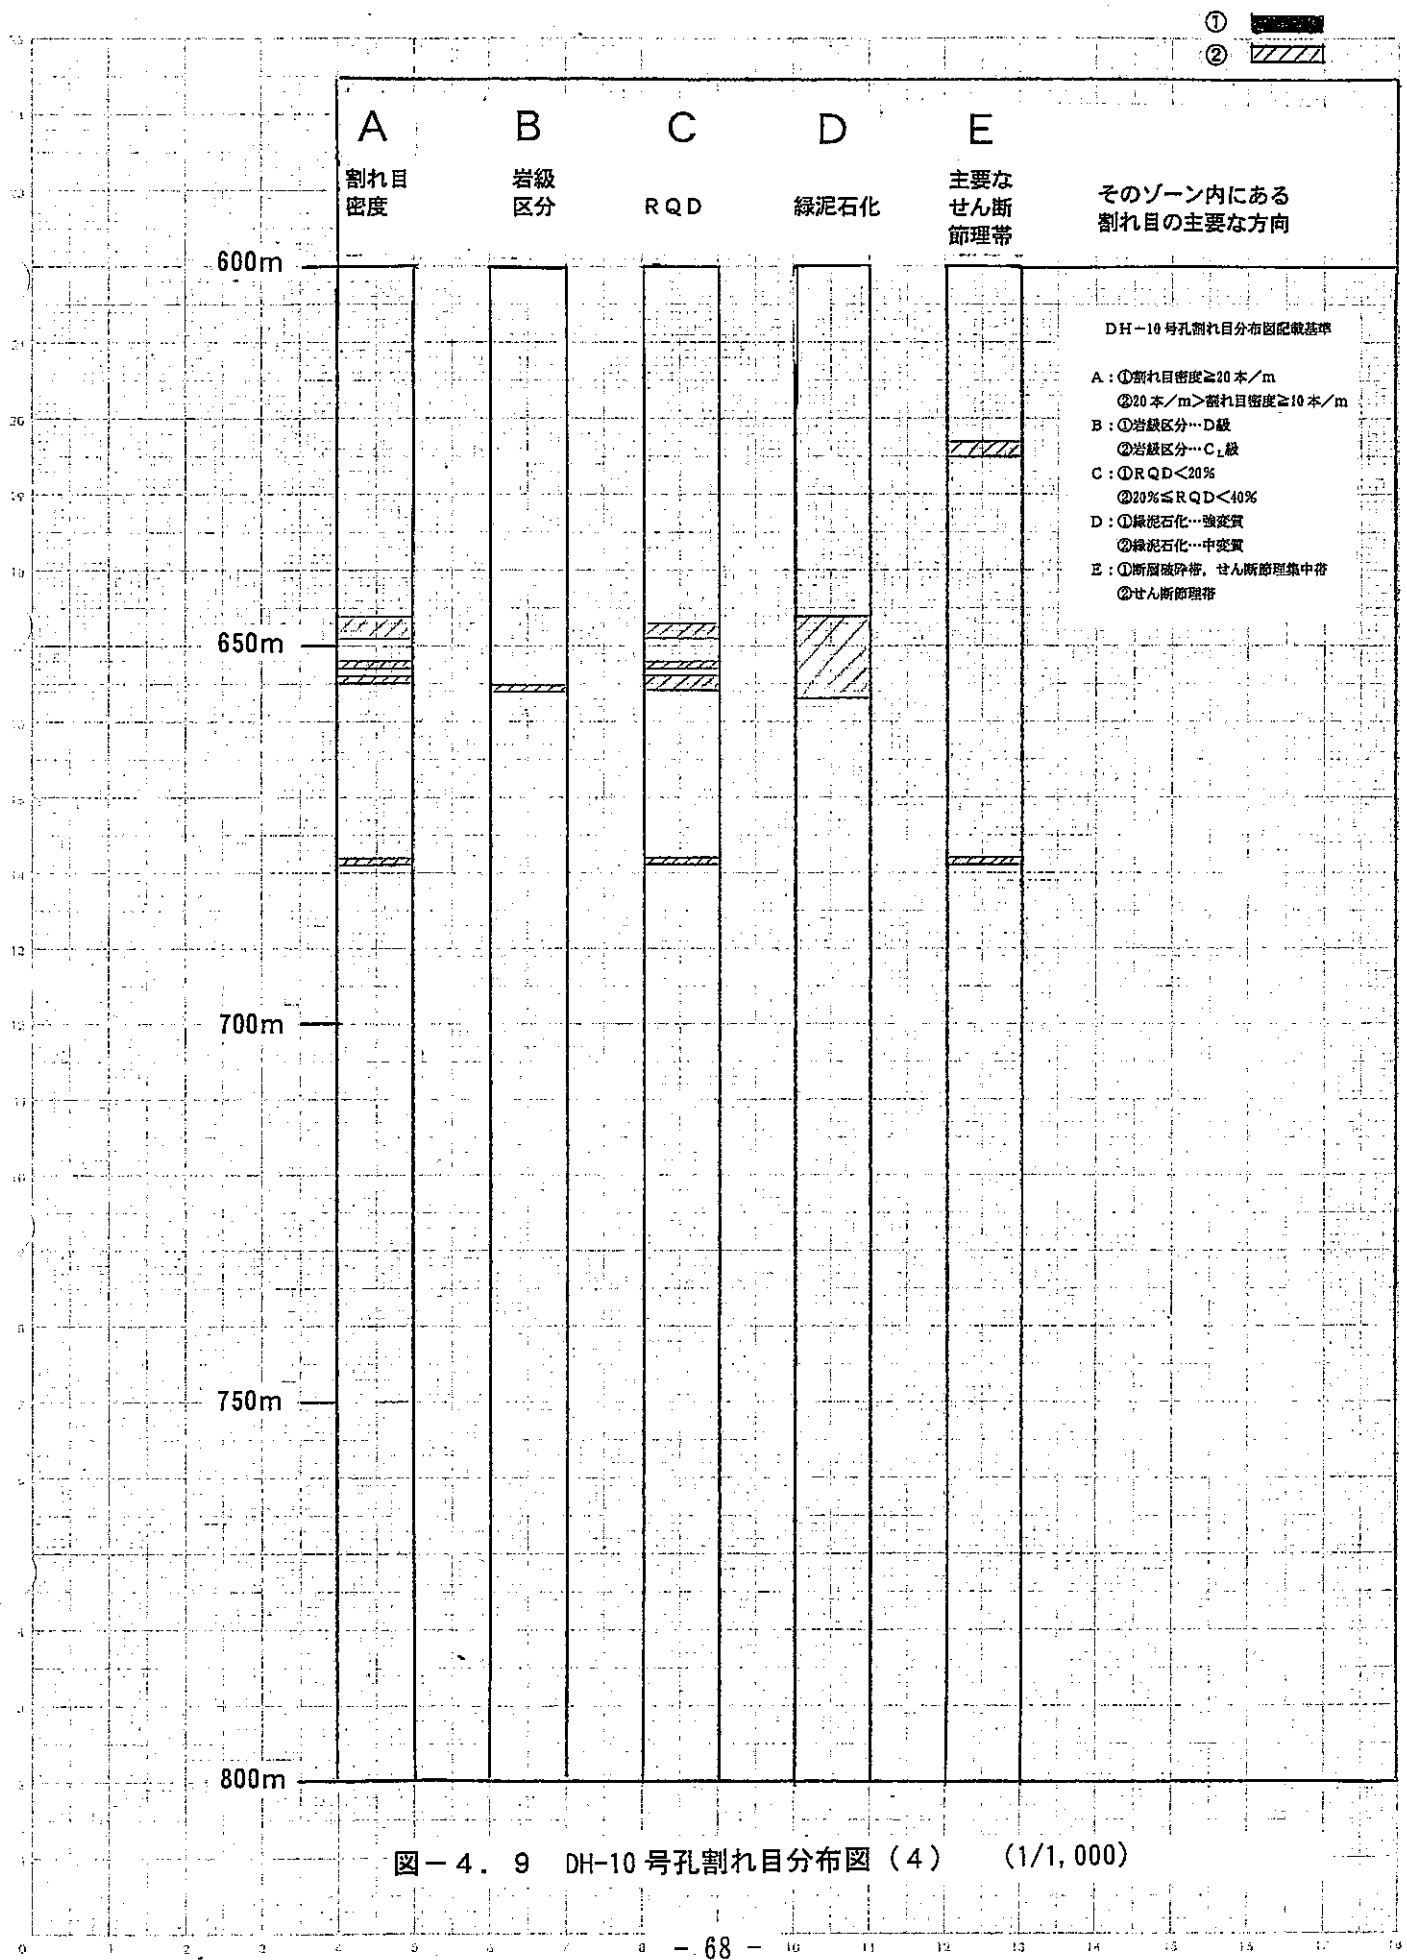 ①
②
A
B
C
D
E
割れ目
密度
岩級
区分
RQD
緑泥石化
主要な
せん断
節理帯
そのゾーン内にある
割れ目の主要な方向
600m
650m
700m
750m
800m
DH-10号孔割れ目分布図記載基準
A:①割れ目密度≧20本/m
②20本/m>割れ目密度≧10本/m
B:①岩級区分…D級
②岩級区分…CL級
C:①RQD<20%
②20%≦RQD<40%
D:①緑泥石化…強変質
②緑泥石化…中変質
E:①断層破砕帯，せん断節理集中帯
②せん断節理帯
図-4.9 DH-10号孔割れ目分布図(4) (1/1,000)
- 68 -